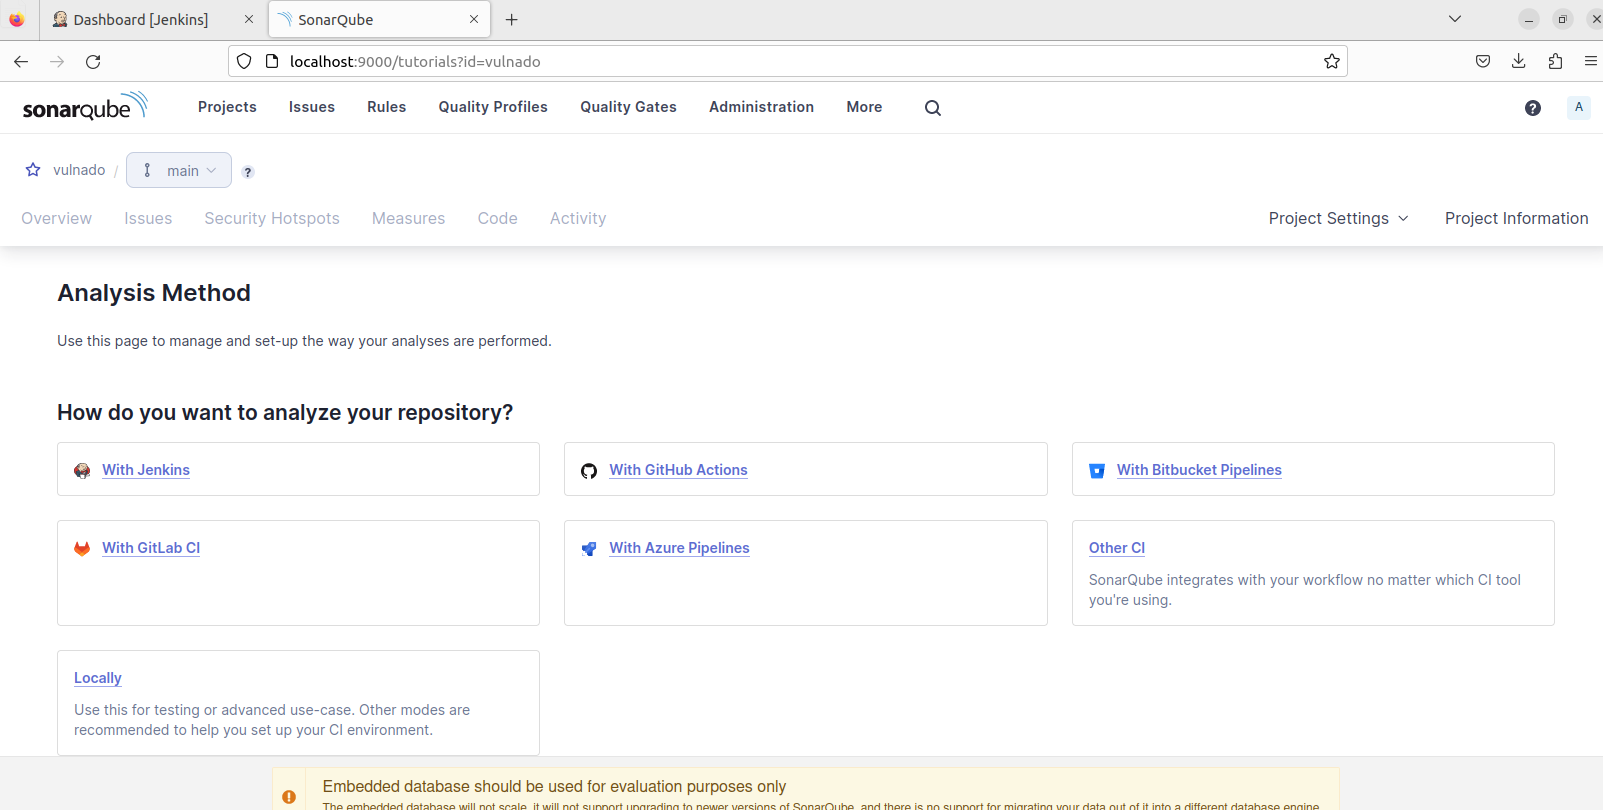 Dashboard [Jenkins]
SonarQube
localhost:9000/tutorials?id=vulnado
sonarqube Projects Issues Rules Quality Profiles Quality Gates Administration More ? A
vulnado / main ?
Overview Issues Security Hotspots Measures Code Activity Project Settings Project Information
Analysis Method
Use this page to manage and set-up the way your analyses are performed.
How do you want to analyze your repository?
With Jenkins
With GitHub Actions
With Bitbucket Pipelines
With GitLab CI
With Azure Pipelines
Other CI
SonarQube integrates with your workflow no matter which CI tool
you're using.
Locally
Use this for testing or advanced use-case. Other modes are
recommended to help you set up your CI environment.
Embedded database should be used for evaluation purposes only
The embedded database will not scale, it will not support upgrading to newer versions of SonarQube, and there is no support for migrating your data out of it into a different database engine.